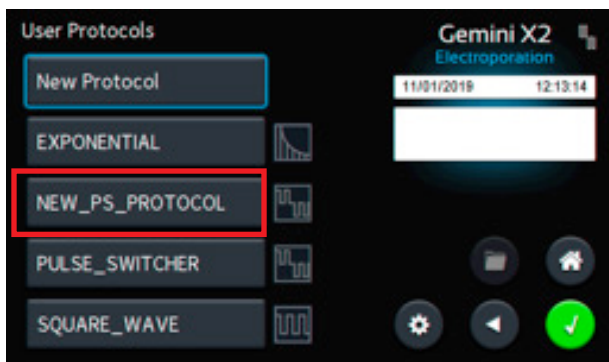 User Protocols
New Protocol
EXPONENTIAL
NEW_PS_PROTOCOL
PULSE_SWITCHER
SQUARE_WAVE
Gemini X2
Electroporation
11/01/2019 12:13:14